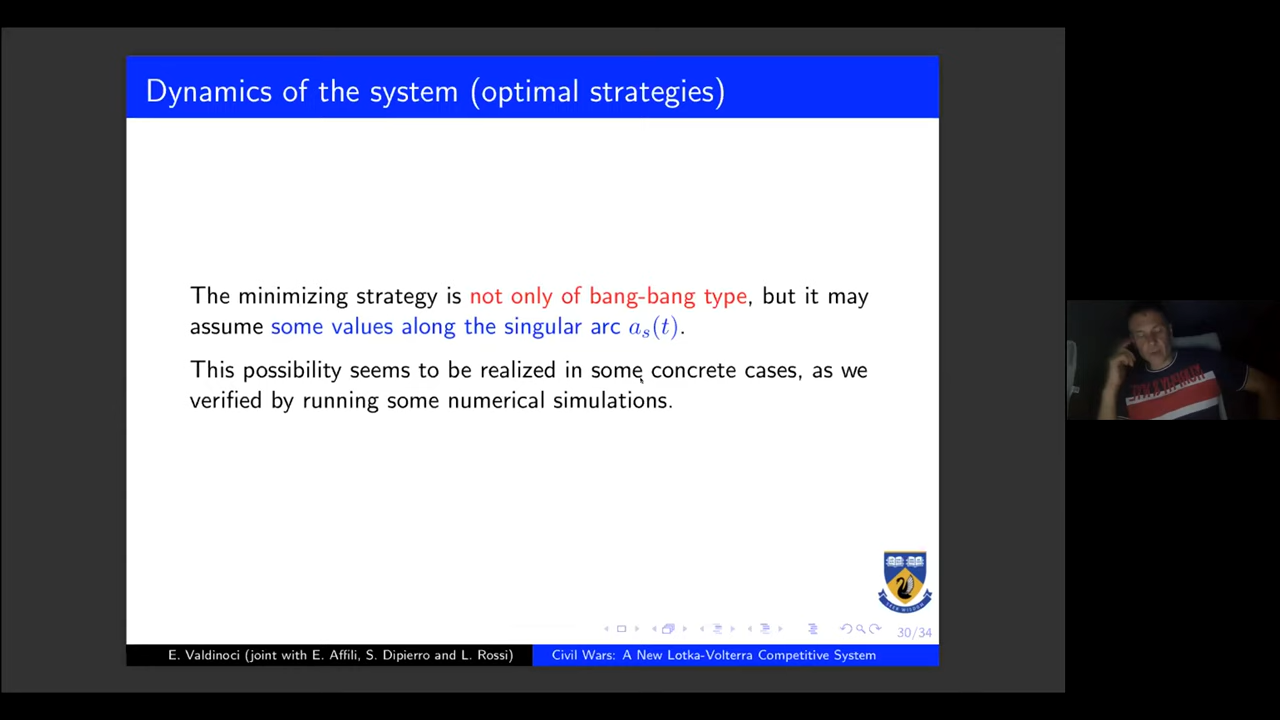 Dynamics of the system (optimal strategies)
The minimizing strategy is not only of bang-bang type, but it may
assume some values along the singular arc a_s(t).
This possibility seems to be realized in some concrete cases, as we
verified by running some numerical simulations.
30/34
E. Valdinoci (joint with E. Affili, S. Dipierro and L. Rossi)
Civil Wars: A New Lotka-Volterra Competitive System